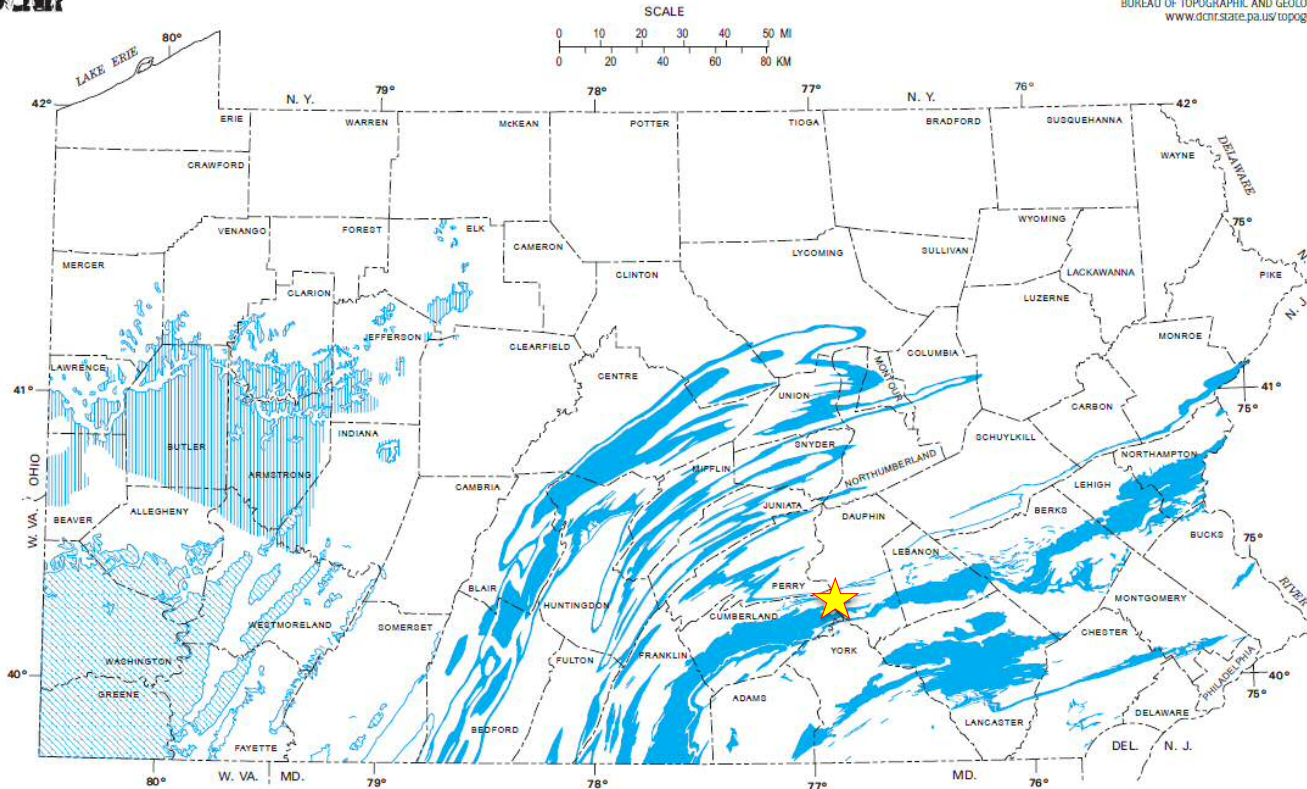 BUREAU OF TOPOGRAPHIC AND GEOLO
www.dcnr.state.pa.us/topog
SCALE
0 10 20 30 40 50 MI
0 20 40 60 80 KM
LAKE ERIE
80°
42°
N. Y.
79°
78°
77°
N. Y.
76°
42°
ERIE
WARREN
McKEAN
POTTER
TIOGA
BRADFORD
SUSQUEHANNA
WAYNE
DELAWARE
CRAWFORD
WYOMING
75°
VENANGO
FOREST
ELK
CAMERON
LYCOMING
SULLIVAN
N.
MERCER
CLINTON
LACKAWANNA
PIKE
CLARION
LUZERNE
N. J.
JEFFERSON
CLEARFIELD
COLUMBIA
MONROE
LAWRENCE
CENTRE
MONTOUR
41°
UNION
41°
75°
CARBON
BUTLER
INDIANA
SNYDER
SCHUYLKILL
NORTHAMPTON
ARMSTRONG
MIFFLIN
NORTHUMBERLAND
OHIO
CAMBRIA
LEHIGH
W. VA.
BEAVER
ALLEGHENY
JUNIATA
DAUPHIN
BERKS
BUCKS
75°
LEBANON
BLAIR
PERRY
RIVER
HUNTINGDON
MONTGOMERY
WESTMORELAND
SOMERSET
CUMBERLAND
CHESTER
WASHINGTON
FULTON
FRANKLIN
YORK
PHILADELPHIA
40°
40°
75°
GREENE
ADAMS
DELAWARE
BEDFORD
LANCASTER
FAYETTE
DEL.
N. J.
80°
W. VA.
MD.
79°
78°
77°
MD.
76°